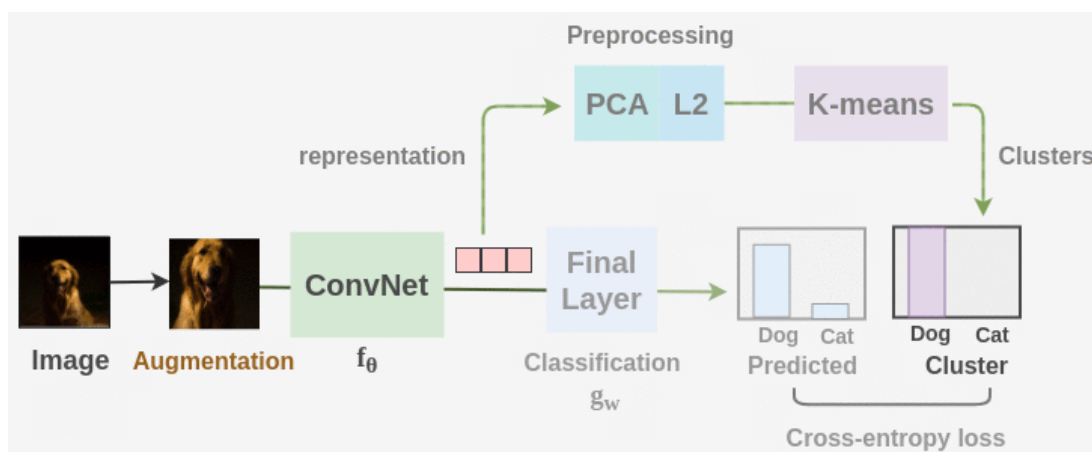 Preprocessing
PCA
L2
K-means
representation
Clusters
ConvNet
Final
Layer
Dog
Cat
Dog
Cat
Image
Augmentation
fθ
Classification
gw
Predicted
Cluster
Cross-entropy loss